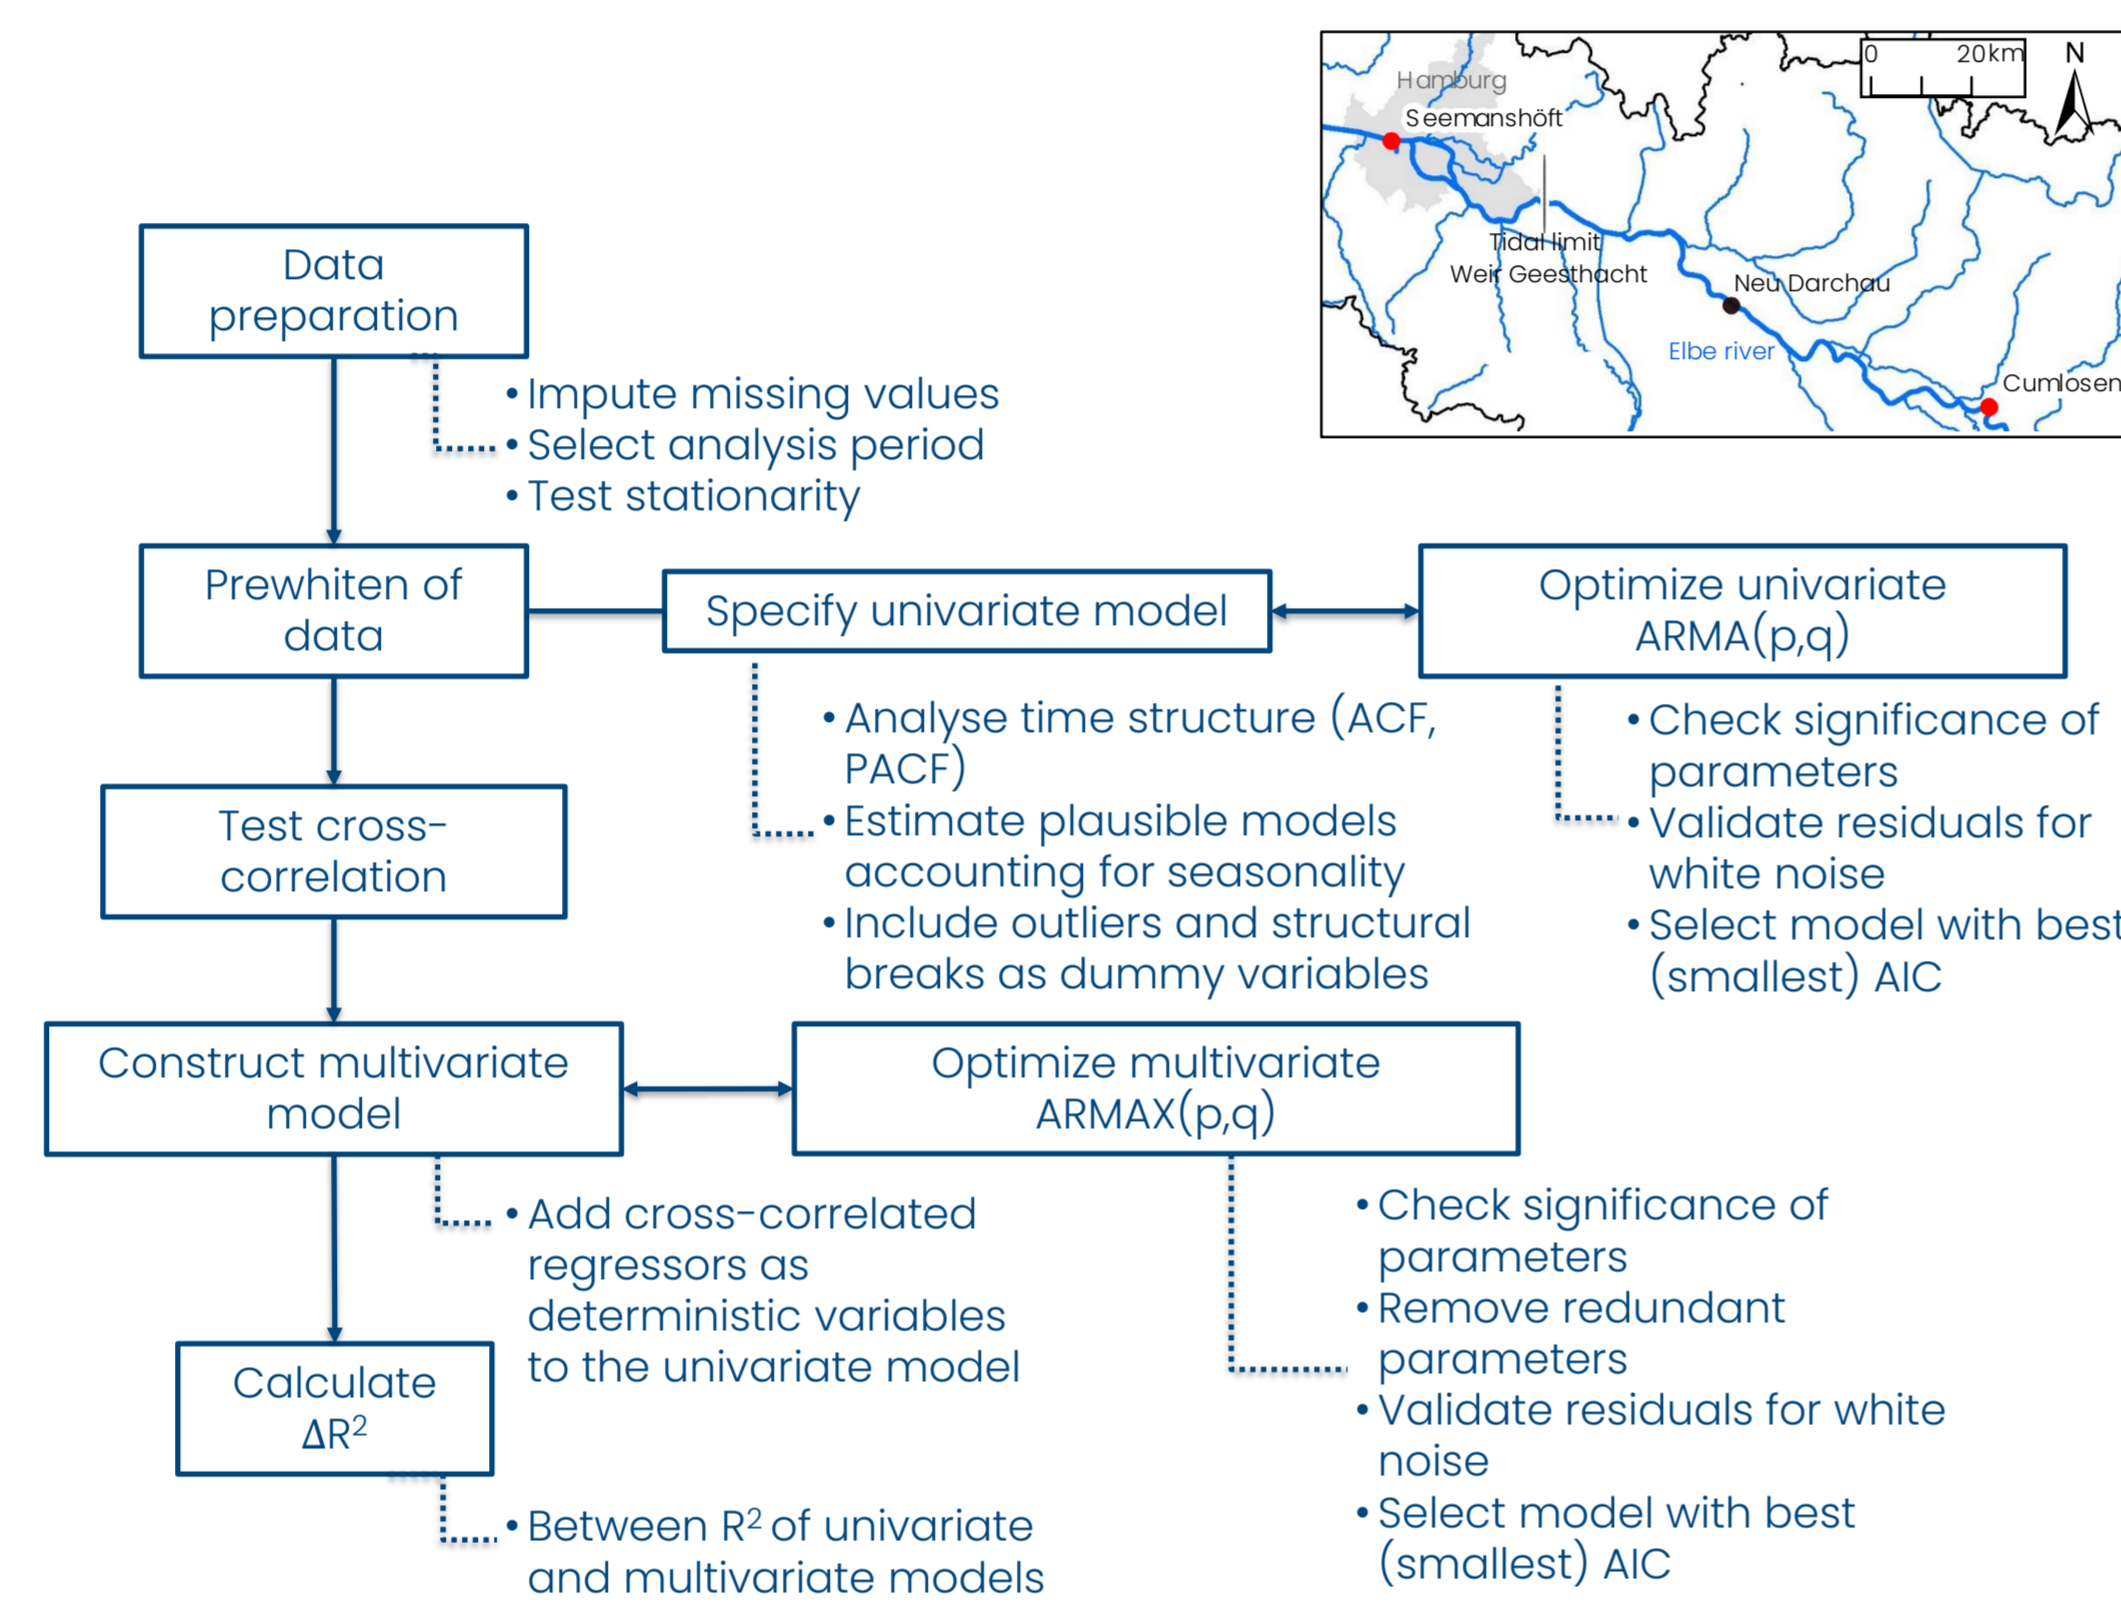 Hamburg
Seemanshöft
0 20km
N
Tidal limit
Weir Geesthacht
Neu Darchau
Elbe river
Cumlosen
Data
preparation
• Impute missing values
• Select analysis period
• Test stationarity
Prewhiten of
data
Specify univariate model
Optimize univariate
ARMA(p,q)
• Analyse time structure (ACF,
PACF)
• Estimate plausible models
accounting for seasonality
• Include outliers and structural
breaks as dummy variables
• Check significance of
parameters
• Validate residuals for
white noise
• Select model with best
(smallest) AIC
Test cross-
correlation
Construct multivariate
model
Optimize multivariate
ARMAX(p,q)
• Add cross-correlated
regressors as
deterministic variables
to the univariate model
• Check significance of
parameters
• Remove redundant
parameters
• Validate residuals for white
noise
• Select model with best
(smallest) AIC
Calculate
ΔR²
• Between R² of univariate
and multivariate models